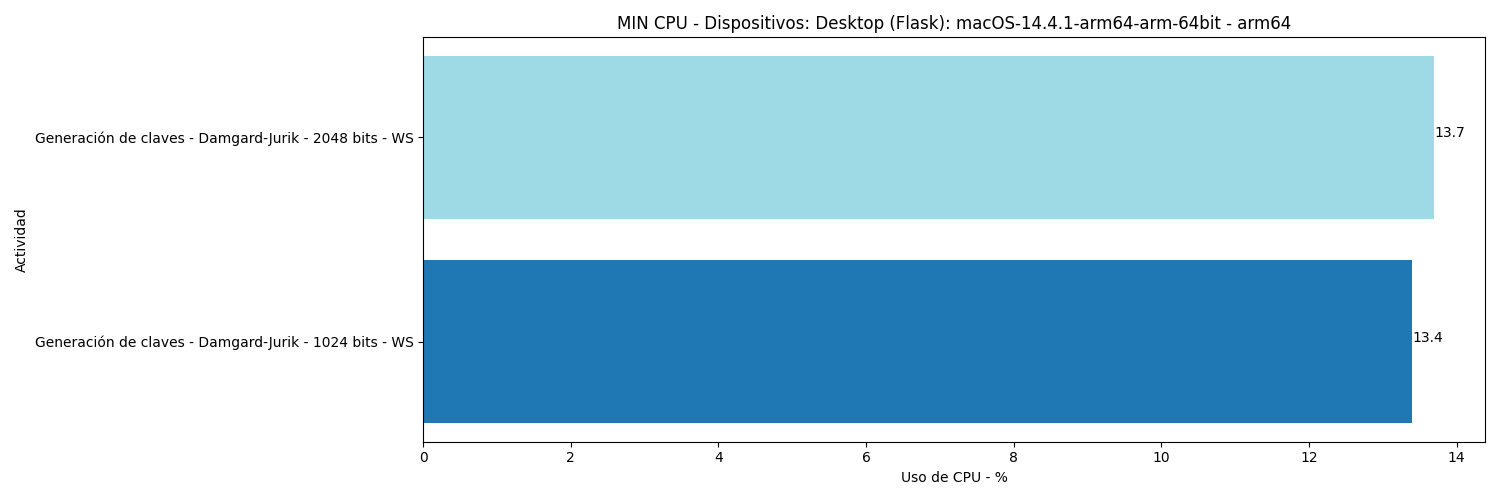 MIN CPU - Dispositivos: Desktop (Flask): macOS-14.4.1-arm64-arm-64bit - arm64
Generación de claves - Damgard-Jurik - 2048 bits - WS
13.7
Actividad
Generación de claves - Damgard-Jurik - 1024 bits - WS
13.4
0 2 4 6 8 10 12 14
Uso de CPU - %